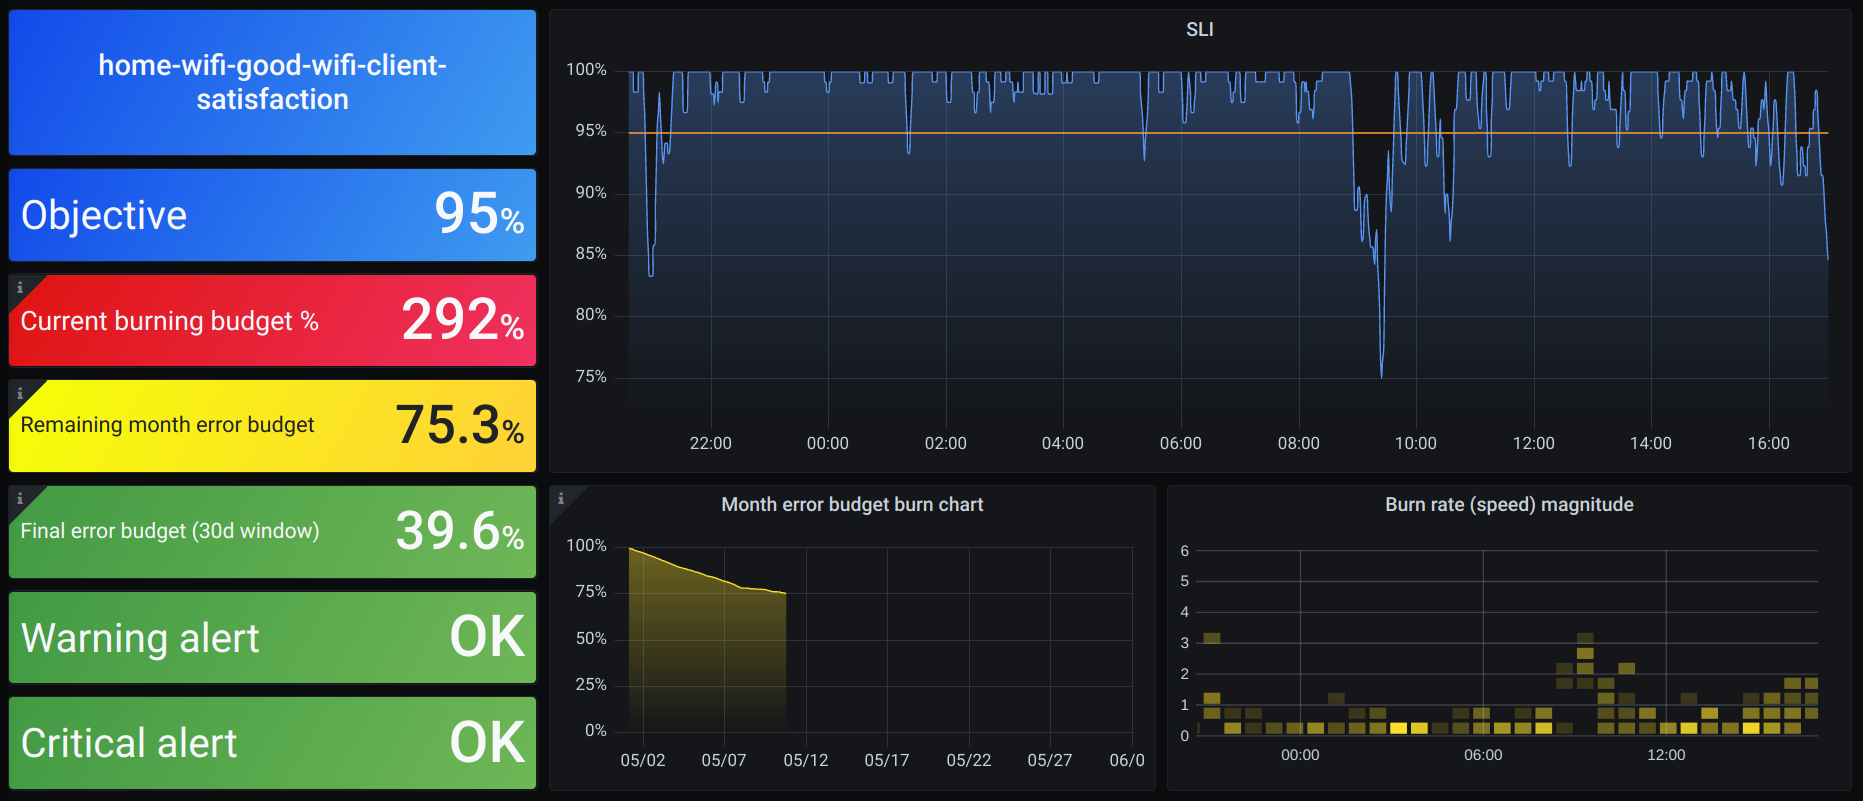 home-wifi-good-wifi-client-
satisfaction
Objective 95%
Current burning budget % 292%
Remaining month error budget 75.3%
Final error budget (30d window) 39.6%
Warning alert OK
Critical alert OK
SLI
100%
95%
90%
85%
80%
75%
22:00 00:00 02:00 04:00 06:00 08:00 10:00 12:00 14:00 16:00
Month error budget burn chart
100%
75%
50%
25%
0%
05/02 05/07 05/12 05/17 05/22 05/27 06/0
Burn rate (speed) magnitude
6
5
4
3
2
1
0
00:00 06:00 12:00